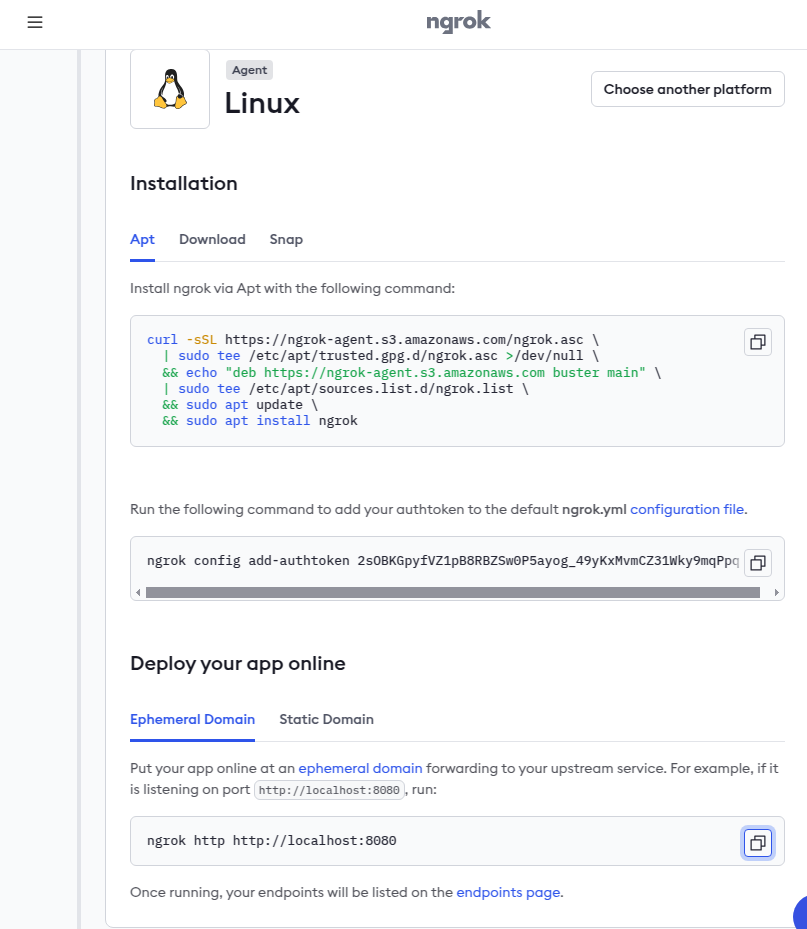 ngrok
Agent
Linux
Choose another platform
Installation
Apt Download Snap
Install ngrok via Apt with the following command:
curl -sSL https://ngrok-agent.s3.amazonaws.com/ngrok.asc \
| sudo tee /etc/apt/trusted.gpg.d/ngrok.asc >/dev/null \
&& echo "deb https://ngrok-agent.s3.amazonaws.com buster main" \
| sudo tee /etc/apt/sources.list.d/ngrok.list \
&& sudo apt update \
&& sudo apt install ngrok
Run the following command to add your authtoken to the default ngrok.yml configuration file.
ngrok config add-authtoken 2sOBKGpyfVZ1pB8RBZSw0P5ayog_49yKxMvmCZ31Wky9mqPpq
Deploy your app online
Ephemeral Domain Static Domain
Put your app online at an ephemeral domain forwarding to your upstream service. For example, if it
is listening on port http://localhost:8080, run:
ngrok http http://localhost:8080
Once running, your endpoints will be listed on the endpoints page.